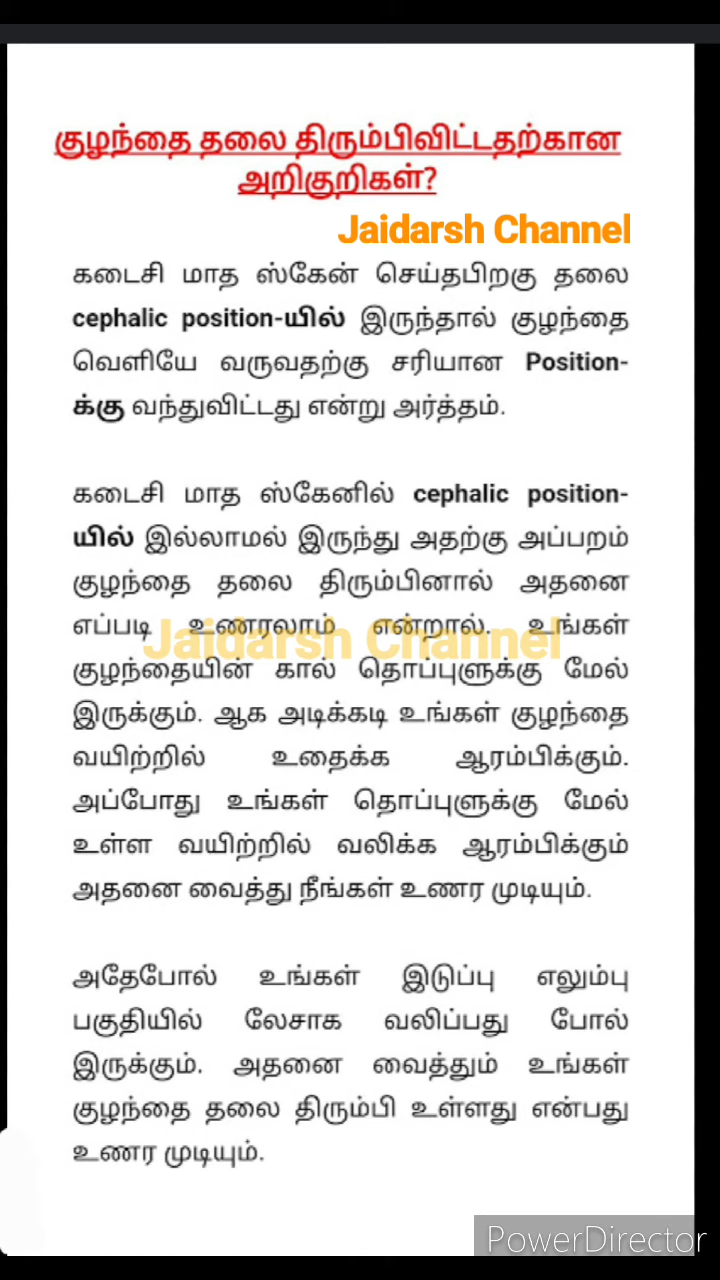 குழந்தை தலை திரும்பிவிட்டதற்கான
அறிகுறிகள்?
Jaidarsh Channel
கடைசி மாத ஸ்கேன் செய்தபிறகு தலை
cephalic position-யில் இருந்தால் குழந்தை
வெளியே வருவதற்கு சரியான Position-
க்கு வந்துவிட்டது என்று அர்த்தம்.
கடைசி மாத ஸ்கேனில் cephalic position-
யில் இல்லாமல் இருந்து அதற்கு அப்பறம்
குழந்தை தலை திரும்பினால் அதனை
எப்படி உணரலாம் என்றால். உங்கள்
Jaidarsh Channel
குழந்தையின் கால் தொப்புளுக்கு மேல்
இருக்கும். ஆக அடிக்கடி உங்கள் குழந்தை
வயிற்றில் உதைக்க ஆரம்பிக்கும்.
அப்போது உங்கள் தொப்புளுக்கு மேல்
உள்ள வயிற்றில் வலிக்க ஆரம்பிக்கும்
அதனை வைத்து நீங்கள் உணர முடியும்.
அதேபோல் உங்கள் இடுப்பு எலும்பு
பகுதியில் லேசாக வலிப்பது போல்
இருக்கும். அதனை வைத்தும் உங்கள்
குழந்தை தலை திரும்பி உள்ளது என்பது
உணர முடியும்.
PowerDirector